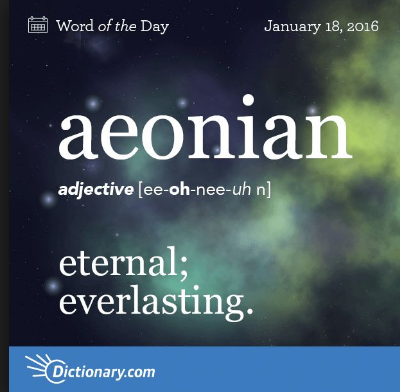 Word of the Day
January 18, 2016
aeonian
adjective [ee-oh-nee-uh n]
eternal;
everlasting.
Dictionary.com